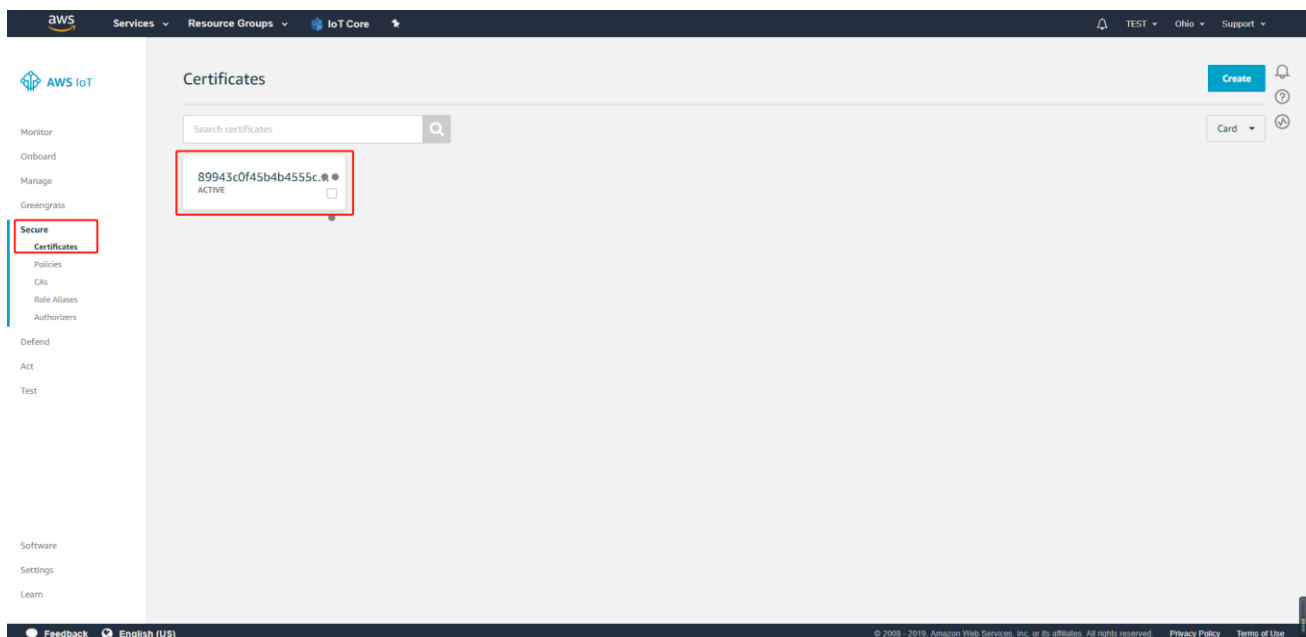 aws Services Resource Groups IoT Core TEST Ohio Support
AWS IoT
Certificates
Create
Monitor
Search certificates
Card
Onboard
Manage
89943c0f45b4b4555c...
ACTIVE
Greengrass
Secure
Certificates
Policies
CAs
Role Aliases
Authorizers
Defend
Act
Test
Software
Settings
Learn
Feedback English (US) © 2008 - 2019, Amazon Web Services, Inc. or its affiliates. All rights reserved. Privacy Policy Terms of Use